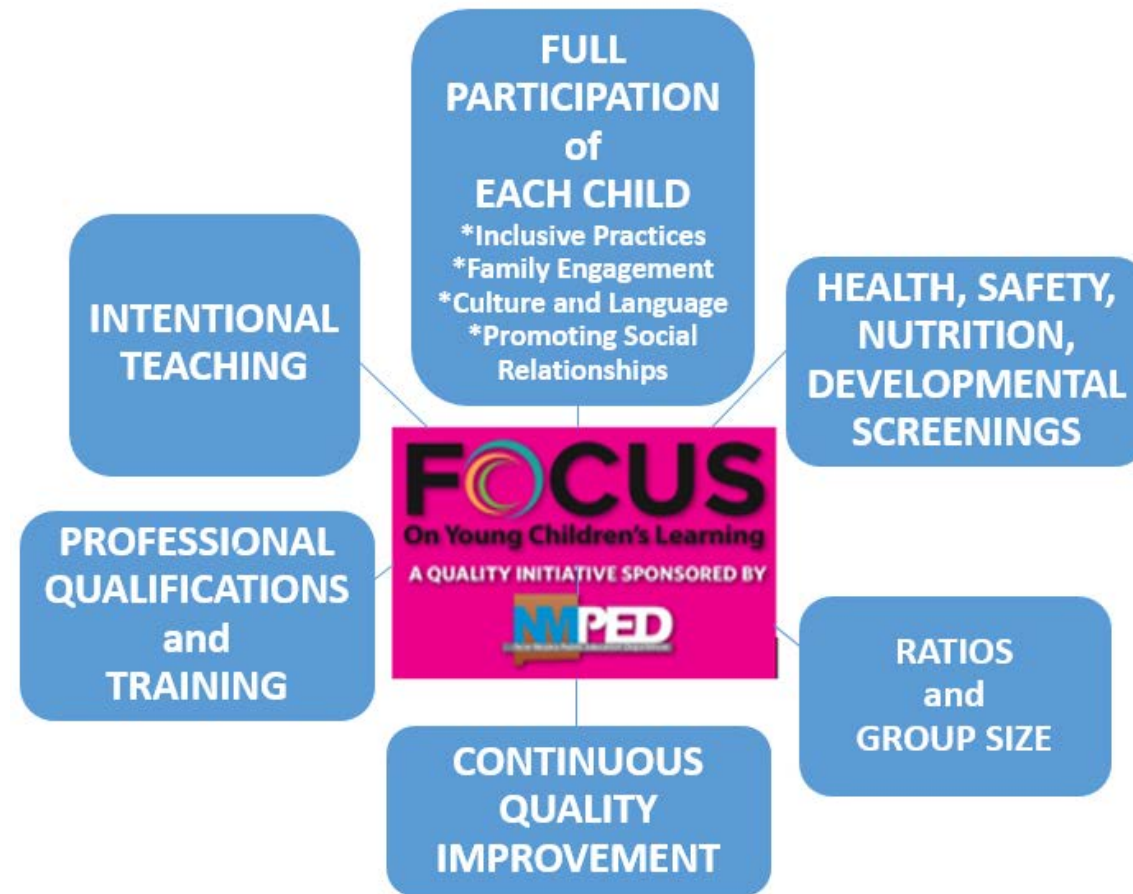 FULL
PARTICIPATION
of
EACH CHILD
*Inclusive Practices
*Family Engagement
*Culture and Language
*Promoting Social
Relationships
INTENTIONAL
TEACHING
HEALTH, SAFETY,
NUTRITION,
DEVELOPMENTAL
SCREENINGS
FOCUS
On Young Children's Learning
A QUALITY INITIATIVE SPONSORED BY
NMPED
PROFESSIONAL
QUALIFICATIONS
and
TRAINING
RATIOS
and
GROUP SIZE
CONTINUOUS
QUALITY
IMPROVEMENT